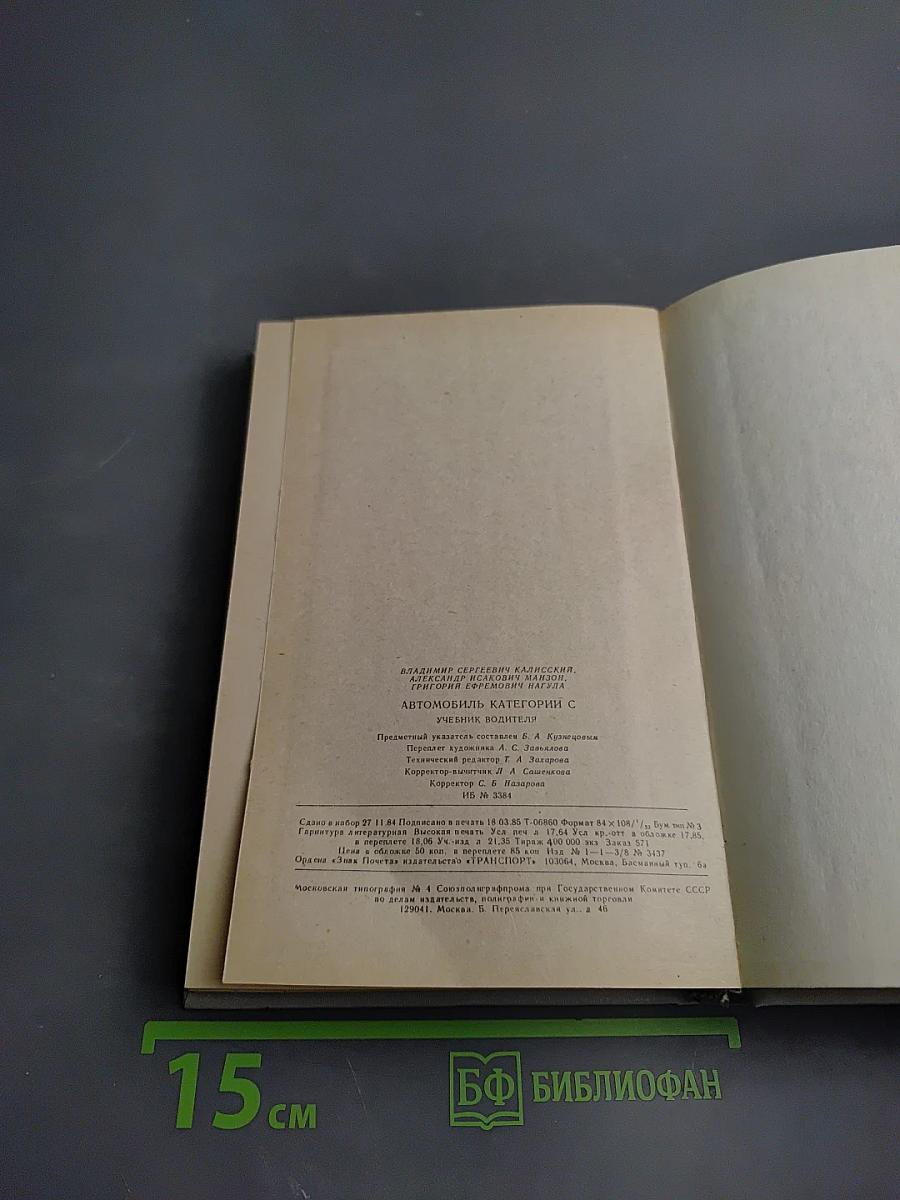 ВЛАДИМИР СЕРГЕЕВИЧ КАЛИССКИЙ,
АЛЕКСАНДР ИСАКОВИЧ МАНЗОН,
ГРИГОРИЙ ЕФРЕМОВИЧ НАГУЛА
АВТОМОБИЛЬ КАТЕГОРИИ С
УЧЕБНИК ВОДИТЕЛЯ
Предметный указатель составлен Б. А Кузнецовым
Переплет художника А. С. Завьялова
Технический редактор Т. А Захарова
Корректор-вычитчик Л А Сашенкова
Корректор С. Б Назарова
ИБ № 3384
Сдано в набор 27 11.84 Подписано в печать 18 03.85 Т-06860 Формат 84×108/¹/₃₂ Бум тип № 3
Гарнитура литературная Высокая печать Усл печ л 17,64 Усл кр.-отт в обложке 17,85,
в переплете 18,06 Уч.-изд л 21,35 Тираж 400 000 экз Заказ 571
Цена в обложке 50 коп, в переплете 85 коп Изд. № 1—1—3/8 № 3437
Ордена «Знак Почета» издательство «ТРАНСПОРТ» 103064, Москва, Басманный туп. 6а
Московская типография № 4 Союзполиграфпрома при Государственном Комитете СССР
по делам издательств, полиграфии и книжной торговли
129041. Москва. Б. Переяславская ул., д 46
15 см
БФ БИБЛИОФАН